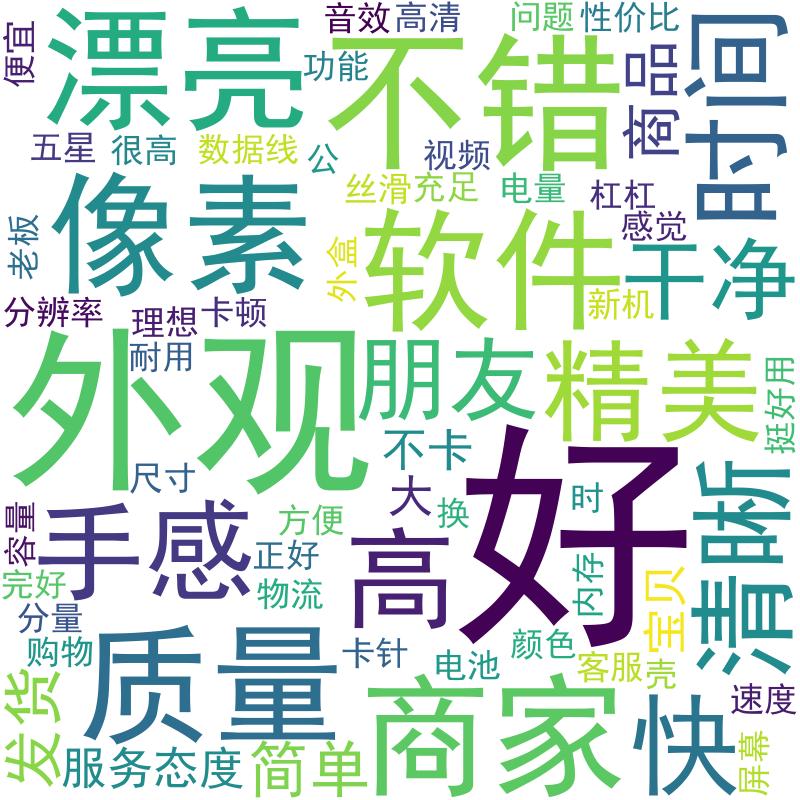 便宜
漂亮
音效
高清
问题
性价比
不错
功能
商品
时间
五星
很高
数据线
公
视频
像素
丝滑
充足
电量
杠杠
感觉
老板
外盒
软件
干净
新机
分辨率
理想
卡顿
耐用
外观
朋友
精美
挺好用
不卡
好
清晰
尺寸
大
换
时
容量
手感
方便
高
正好
内存
完好
物流
宝贝
分量
购物
质量
卡针
颜色
电池
客服
壳
发货
商家
快
速度
服务态度
简单
屏幕